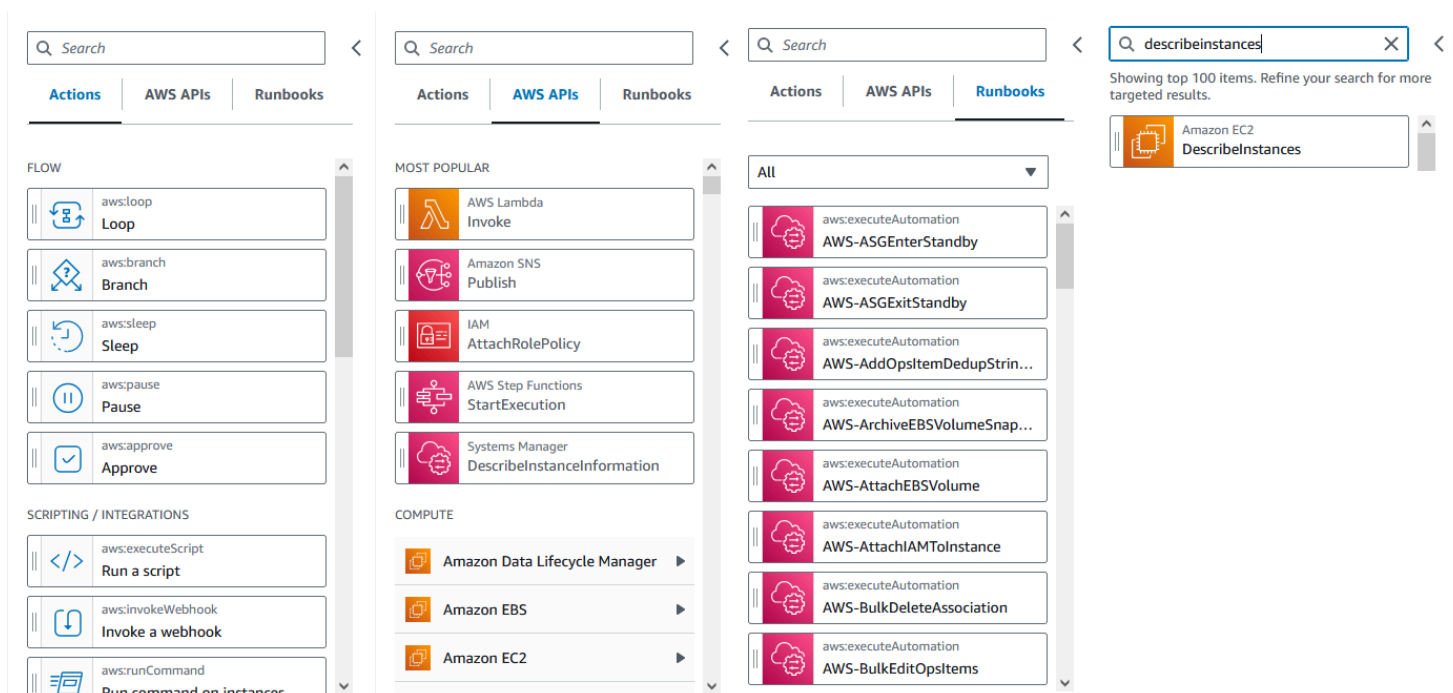 Search
Actions
AWS APIs
Runbooks
FLOW
aws:loop
Loop
aws:branch
Branch
aws:sleep
Sleep
aws:pause
Pause
aws:approve
Approve
SCRIPTING / INTEGRATIONS
aws:executeScript
Run a script
aws:invokeWebhook
Invoke a webhook
aws:runCommand
Run command on instances
Search
Actions
AWS APIs
Runbooks
MOST POPULAR
AWS Lambda
Invoke
Amazon SNS
Publish
IAM
AttachRolePolicy
AWS Step Functions
StartExecution
Systems Manager
DescribeInstanceInformation
COMPUTE
Amazon Data Lifecycle Manager
Amazon EBS
Amazon EC2
Search
Actions
AWS APIs
Runbooks
All
aws:executeAutomation
AWS-ASGEnterStandby
aws:executeAutomation
AWS-ASGExitStandby
aws:executeAutomation
AWS-AddOpsItemDedupStrin...
aws:executeAutomation
AWS-ArchiveEBSVolumeSnap...
aws:executeAutomation
AWS-AttachEBSVolume
aws:executeAutomation
AWS-AttachIAMToInstance
aws:executeAutomation
AWS-BulkDeleteAssociation
aws:executeAutomation
AWS-BulkEditOpsItems
describeinstances
Showing top 100 items. Refine your search for more
targeted results.
Amazon EC2
DescribeInstances